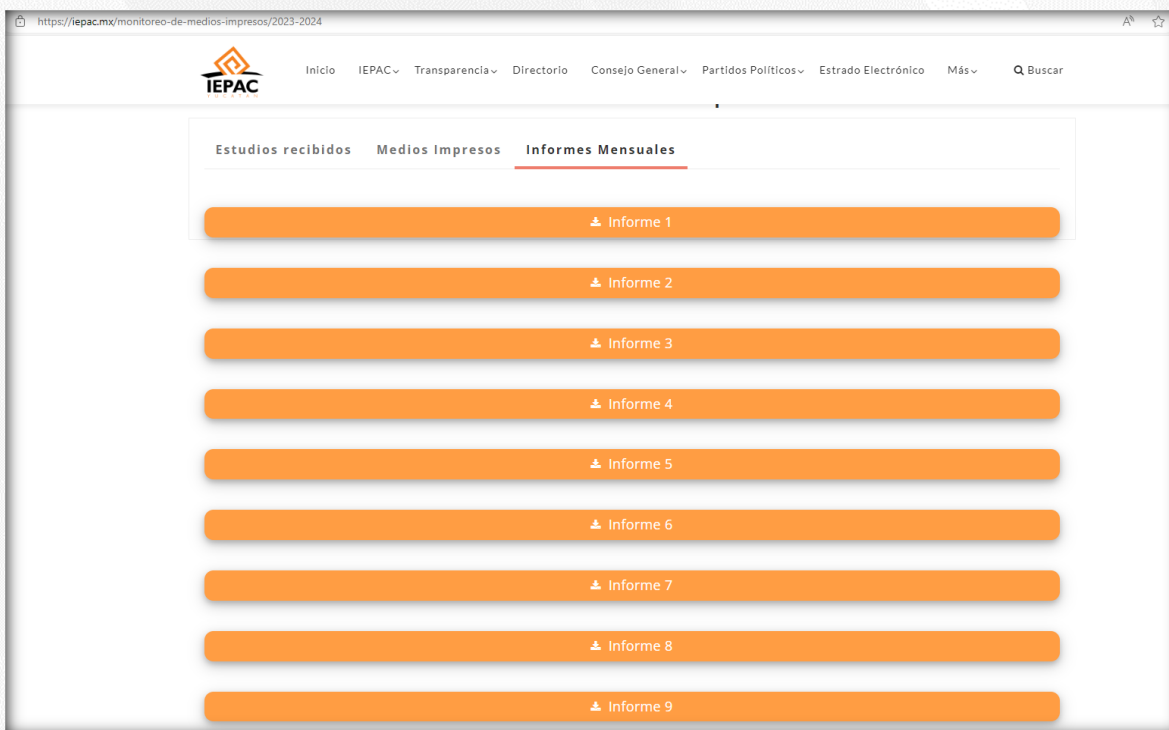 https://iepac.mx/monitoreo-de-medios-impresos/2023-2024
IEPAC
YUCATÁN
Inicio IEPAC Transparencia Directorio Consejo General Partidos Políticos Estrado Electrónico Más Buscar
Estudios recibidos Medios Impresos Informes Mensuales
Informe 1
Informe 2
Informe 3
Informe 4
Informe 5
Informe 6
Informe 7
Informe 8
Informe 9